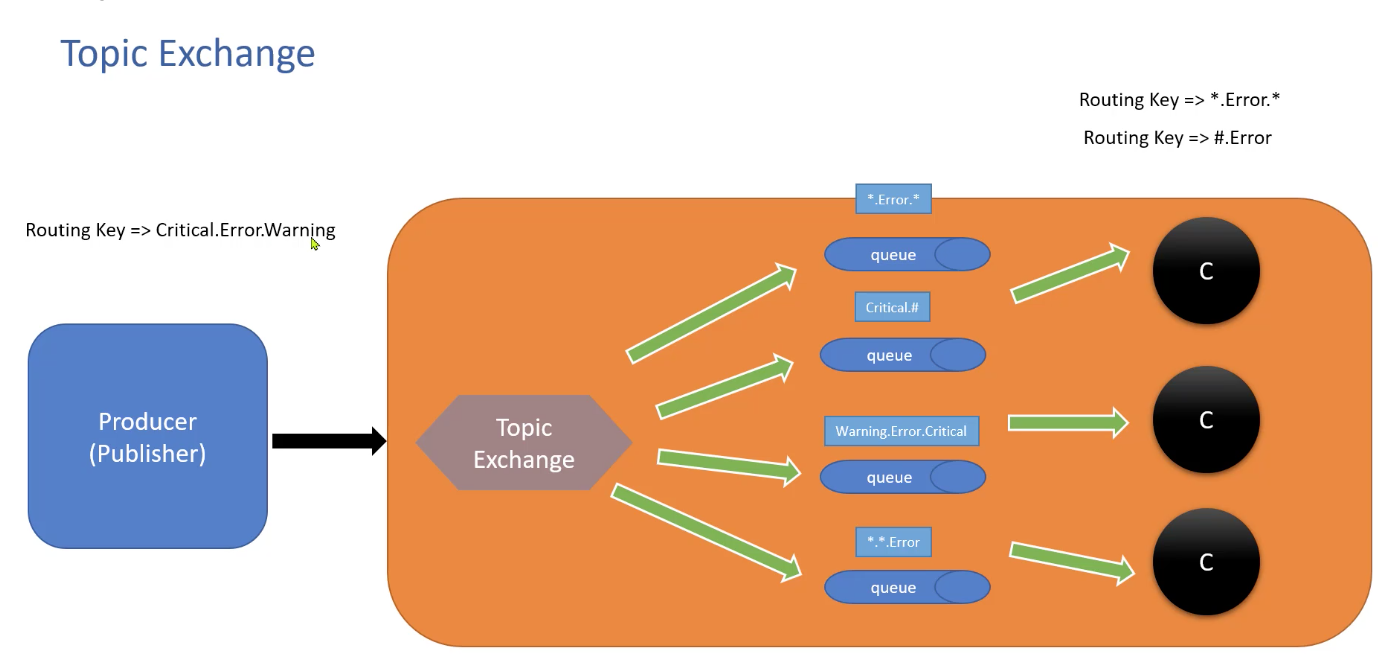 Topic Exchange
Routing Key => *.Error.*
Routing Key => #.Error
Routing Key => Critical.Error.Warning
*.Error.*
queue
C
Critical.#
queue
Producer
(Publisher)
Topic
Exchange
Warning.Error.Critical
queue
C
*.*.Error
queue
C